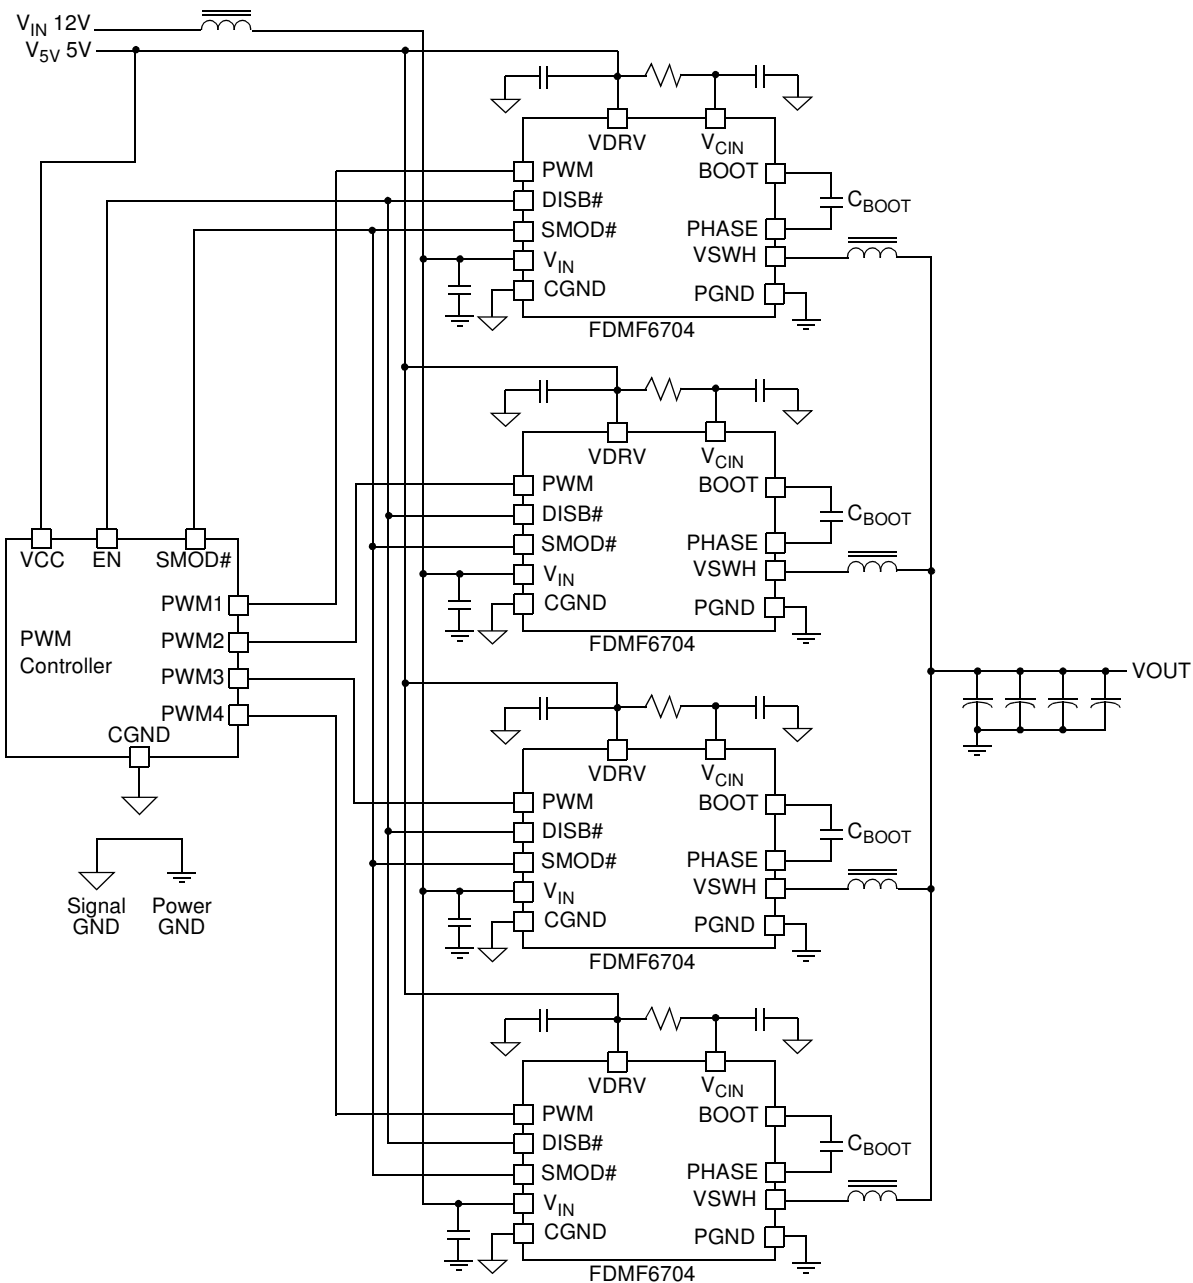 VIN 12V
V5V 5V
VDRV
VCIN
PWM
BOOT
DISB#
CBOOT
SMOD#
PHASE
VIN
VSWH
CGND
PGND
FDMF6704
VDRV
VCIN
PWM
BOOT
DISB#
CBOOT
SMOD#
PHASE
VIN
VSWH
CGND
PGND
FDMF6704
VCC
EN
SMOD#
PWM1
PWM2
PWM3
PWM4
PWM
Controller
CGND
VOUT
VDRV
VCIN
PWM
BOOT
DISB#
CBOOT
SMOD#
PHASE
VIN
VSWH
CGND
PGND
FDMF6704
Signal
GND
Power
GND
VDRV
VCIN
PWM
BOOT
DISB#
CBOOT
SMOD#
PHASE
VIN
VSWH
CGND
PGND
FDMF6704